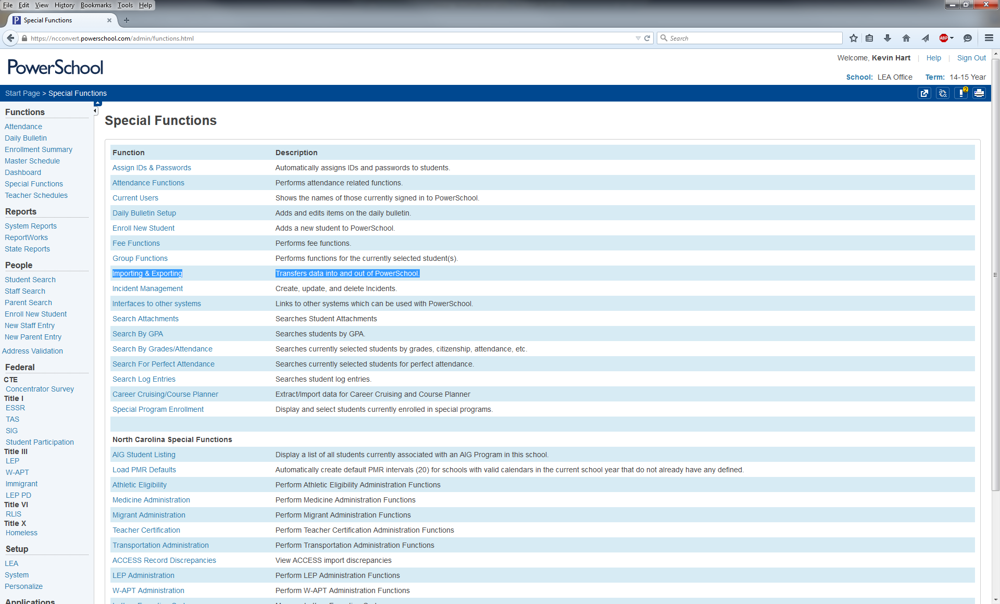 File Edit View History Bookmarks Tools Help
Special Functions
https://ncconvert.powerschool.com/admin/functions.html
Search
ABP
PowerSchool
Welcome, Kevin Hart | Help | Sign Out
School: LEA Office Term: 14-15 Year
Start Page > Special Functions
2
Functions
Attendance
Daily Bulletin
Enrollment Summary
Master Schedule
Dashboard
Special Functions
Teacher Schedules
Reports
System Reports
ReportWorks
State Reports
People
Student Search
Staff Search
Parent Search
Enroll New Student
New Staff Entry
New Parent Entry
Address Validation
Federal
CTE
Concentrator Survey
Title I
ESSR
TAS
SIG
Student Participation
Title III
LEP
W-APT
Immigrant
LEP PD
Title VI
RLIS
Title X
Homeless
Setup
LEA
System
Personalize
Applications
Special Functions
Function Description
Assign IDs & Passwords Automatically assigns IDs and passwords to students.
Attendance Functions Performs attendance related functions.
Current Users Shows the names of those currently signed in to PowerSchool.
Daily Bulletin Setup Adds and edits items on the daily bulletin.
Enroll New Student Adds a new student to PowerSchool.
Fee Functions Performs fee functions.
Group Functions Performs functions for the currently selected student(s).
Importing & Exporting Transfers data into and out of PowerSchool.
Incident Management Create, update, and delete Incidents.
Interfaces to other systems Links to other systems which can be used with PowerSchool.
Search Attachments Searches Student Attachments
Search By GPA Searches students by GPA.
Search By Grades/Attendance Searches currently selected students by grades, citizenship, attendance, etc.
Search For Perfect Attendance Searches currently selected students for perfect attendance.
Search Log Entries Searches student log entries.
Career Cruising/Course Planner Extract/Import data for Career Cruising and Course Planner
Special Program Enrollment Display and select students currently enrolled in special programs.
North Carolina Special Functions
AIG Student Listing Display a list of all students currently associated with an AIG Program in this school.
Load PMR Defaults Automatically create default PMR intervals (20) for schools with valid calendars in the current school year that do not already have any defined.
Athletic Eligibility Perform Athletic Eligibility Administration Functions
Medicine Administration Perform Medicine Administration Functions
Migrant Administration Perform Migrant Administration Functions
Teacher Certification Perform Teacher Certification Administration Functions
Transportation Administration Perform Transportation Administration Functions
ACCESS Record Discrepancies View ACCESS import discrepancies
LEP Administration Perform LEP Administration Functions
W-APT Administration Perform W-APT Administration Functions